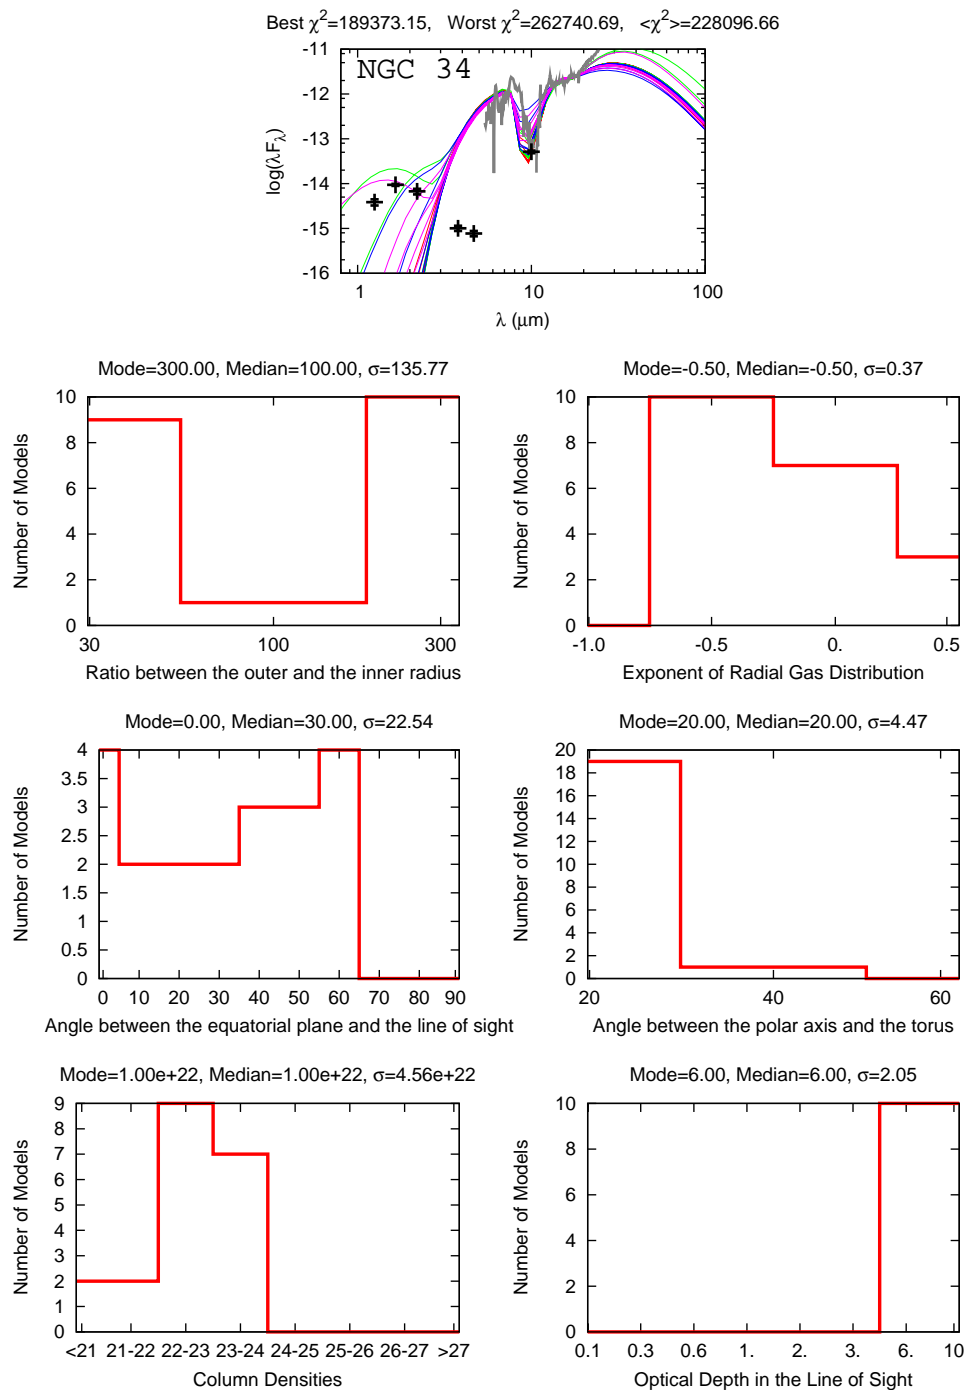 Best χ²=189373.15, Worst χ²=262740.69, <χ²>=228096.66
NGC 34
log(λFλ)
-11
-12
-13
-14
-15
-16
1 10 100
λ (μm)
Mode=300.00, Median=100.00, σ=135.77
Number of Models
10
8
6
4
2
0
30 100 300
Ratio between the outer and the inner radius
Mode=-0.50, Median=-0.50, σ=0.37
Number of Models
10
8
6
4
2
0
-1.0 -0.5 0. 0.5
Exponent of Radial Gas Distribution
Mode=0.00, Median=30.00, σ=22.54
Number of Models
4
3.5
3
2.5
2
1.5
1
0.5
0
0 10 20 30 40 50 60 70 80 90
Angle between the equatorial plane and the line of sight
Mode=20.00, Median=20.00, σ=4.47
Number of Models
20
18
16
14
12
10
8
6
4
2
0
20 40 60
Angle between the polar axis and the torus
Mode=1.00e+22, Median=1.00e+22, σ=4.56e+22
Number of Models
9
8
7
6
5
4
3
2
1
0
<21 21-22 22-23 23-24 24-25 25-26 26-27 >27
Column Densities
Mode=6.00, Median=6.00, σ=2.05
Number of Models
10
8
6
4
2
0
0.1 0.3 0.6 1. 2. 3. 6. 10
Optical Depth in the Line of Sight